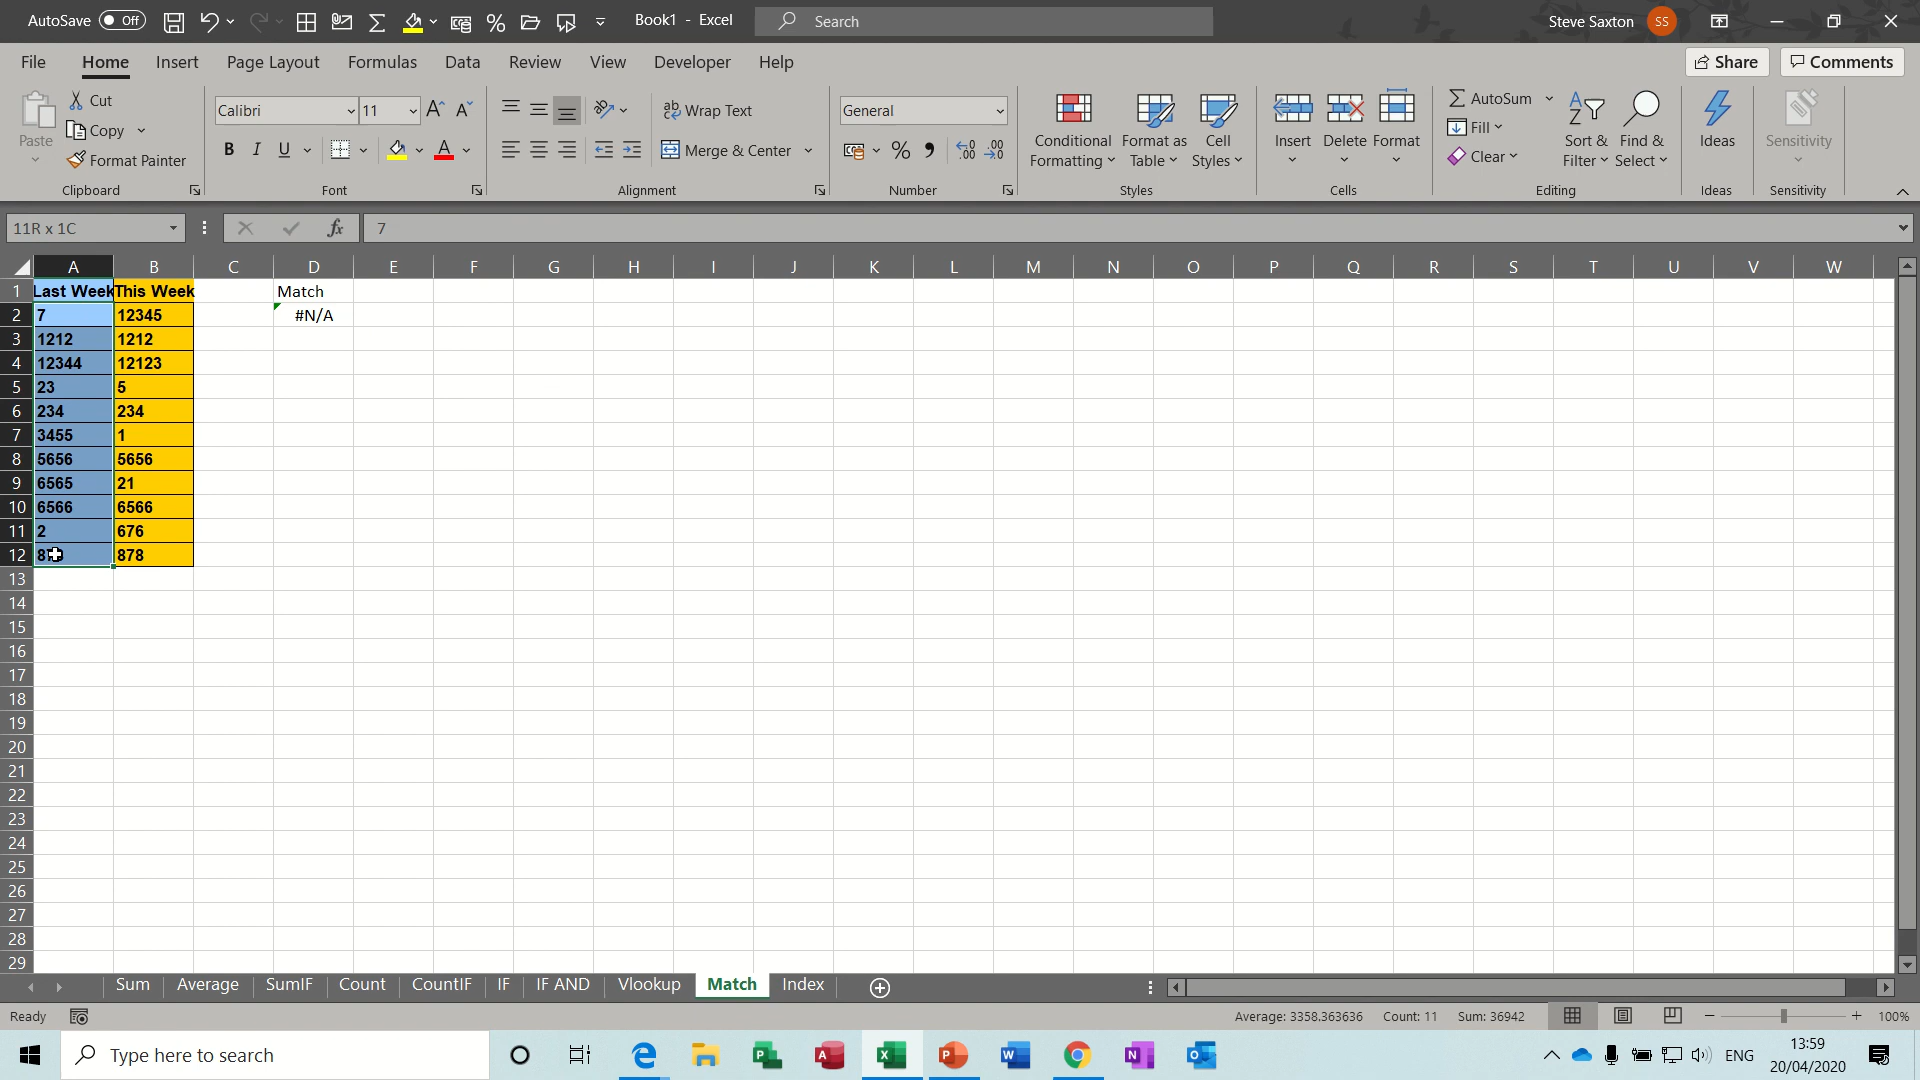 AutoSave Off Book1 - Excel Search Steve Saxton SS
File Home Insert Page Layout Formulas Data Review View Developer Help Share Comments
Paste Cut Copy Format Painter Clipboard
Calibri 11 B I U A Font
Wrap Text Merge & Center Alignment
General % Number
Conditional Formatting Format as Table Cell Styles Styles
Insert Delete Format Cells
AutoSum Fill Clear Sort & Filter Find & Select Editing
Ideas Ideas
Sensitivity Sensitivity
11R x 1C fx 7
A B C D E F G H I J K L M N O P Q R S T U V W
1 Last Week This Week Match
2 7 12345 #N/A
3 1212 1212
4 12344 12123
5 23 5
6 234 234
7 3455 1
8 5656 5656
9 6565 21
10 6566 6566
11 2 676
12 878
13
14
15
16
17
18
19
20
21
22
23
24
25
26
27
28
29
Sum Average SumIF Count CountIF IF IF AND Vlookup Match Index
Ready Average: 3358.363636 Count: 11 Sum: 36942 100%
Type here to search ENG 13:59
20/04/2020